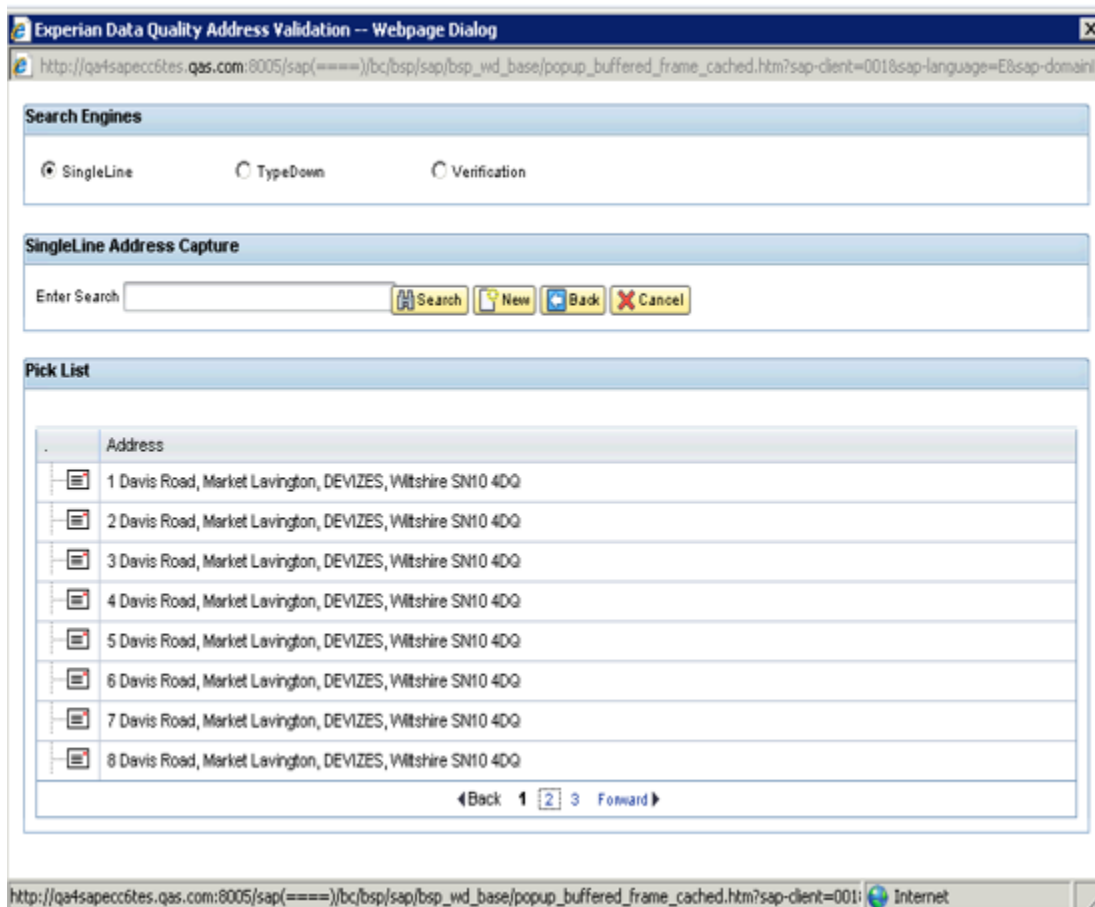 Experian Data Quality Address Validation -- Webpage Dialog
http://qa4sapecc6tes.qas.com:8005/sap(====)/bc/bsp/sap/bsp_wd_base/popup_buffered_frame_cached.htm?sap-client=001&sap-language=E&sap-domain
Search Engines
SingleLine TypeDown Verification
SingleLine Address Capture
Enter Search Search New Back Cancel
Pick List
. Address
1 Davis Road, Market Lavington, DEVIZES, Wiltshire SN10 4DQ
2 Davis Road, Market Lavington, DEVIZES, Wiltshire SN10 4DQ
3 Davis Road, Market Lavington, DEVIZES, Wiltshire SN10 4DQ
4 Davis Road, Market Lavington, DEVIZES, Wiltshire SN10 4DQ
5 Davis Road, Market Lavington, DEVIZES, Wiltshire SN10 4DQ
6 Davis Road, Market Lavington, DEVIZES, Wiltshire SN10 4DQ
7 Davis Road, Market Lavington, DEVIZES, Wiltshire SN10 4DQ
8 Davis Road, Market Lavington, DEVIZES, Wiltshire SN10 4DQ
Back 1 2 3 Forward
http://qa4sapecc6tes.qas.com:8005/sap(====)/bc/bsp/sap/bsp_wd_base/popup_buffered_frame_cached.htm?sap-client=001 Internet